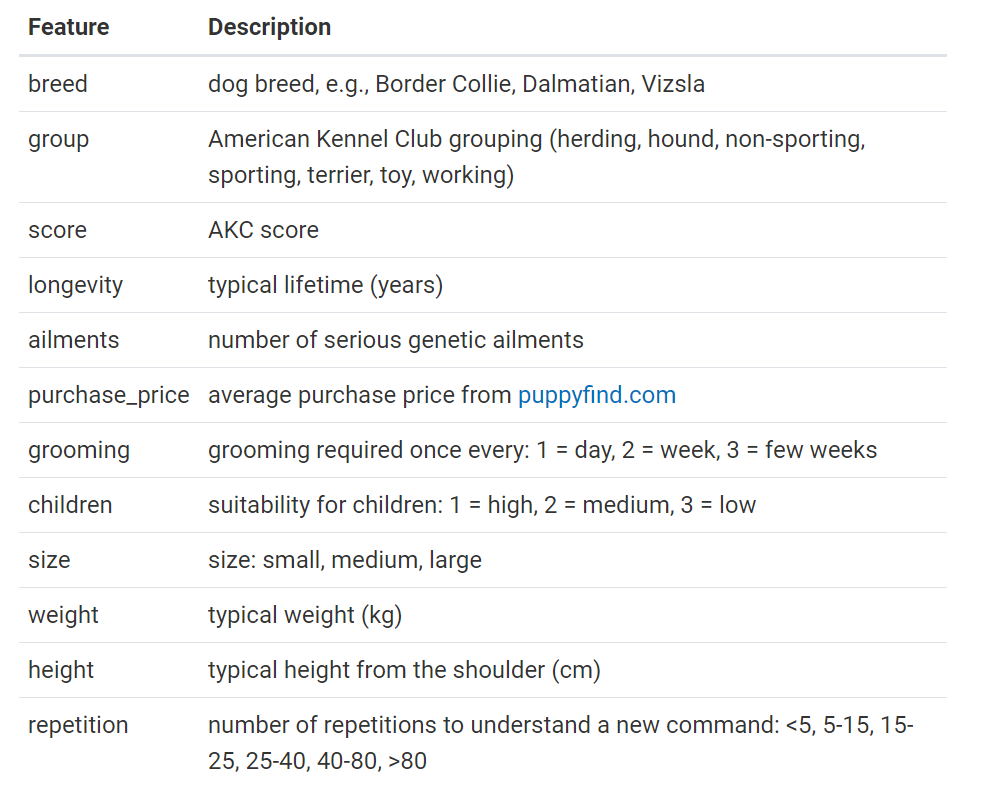 Feature Description
breed dog breed, e.g., Border Collie, Dalmatian, Vizsla
group American Kennel Club grouping (herding, hound, non-sporting,
sporting, terrier, toy, working)
score AKC score
longevity typical lifetime (years)
ailments number of serious genetic ailments
purchase_price average purchase price from puppyfind.com
grooming grooming required once every: 1 = day, 2 = week, 3 = few weeks
children suitability for children: 1 = high, 2 = medium, 3 = low
size size: small, medium, large
weight typical weight (kg)
height typical height from the shoulder (cm)
repetition number of repetitions to understand a new command: <5, 5-15, 15-
25, 25-40, 40-80, >80